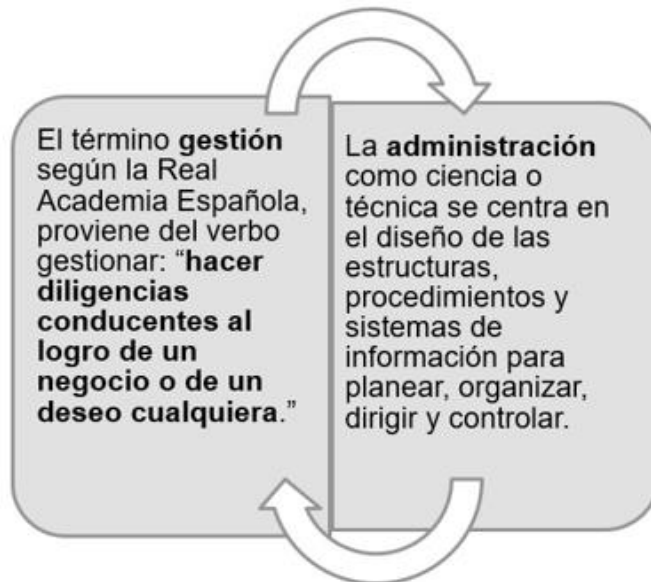 El término gestión
según la Real
Academia Española,
proviene del verbo
gestionar: “hacer
diligencias
conducentes al
logro de un
negocio o de un
deseo cualquiera.”
La administración
como ciencia o
técnica se centra en
el diseño de las
estructuras,
procedimientos y
sistemas de
información para
planear, organizar,
dirigir y controlar.